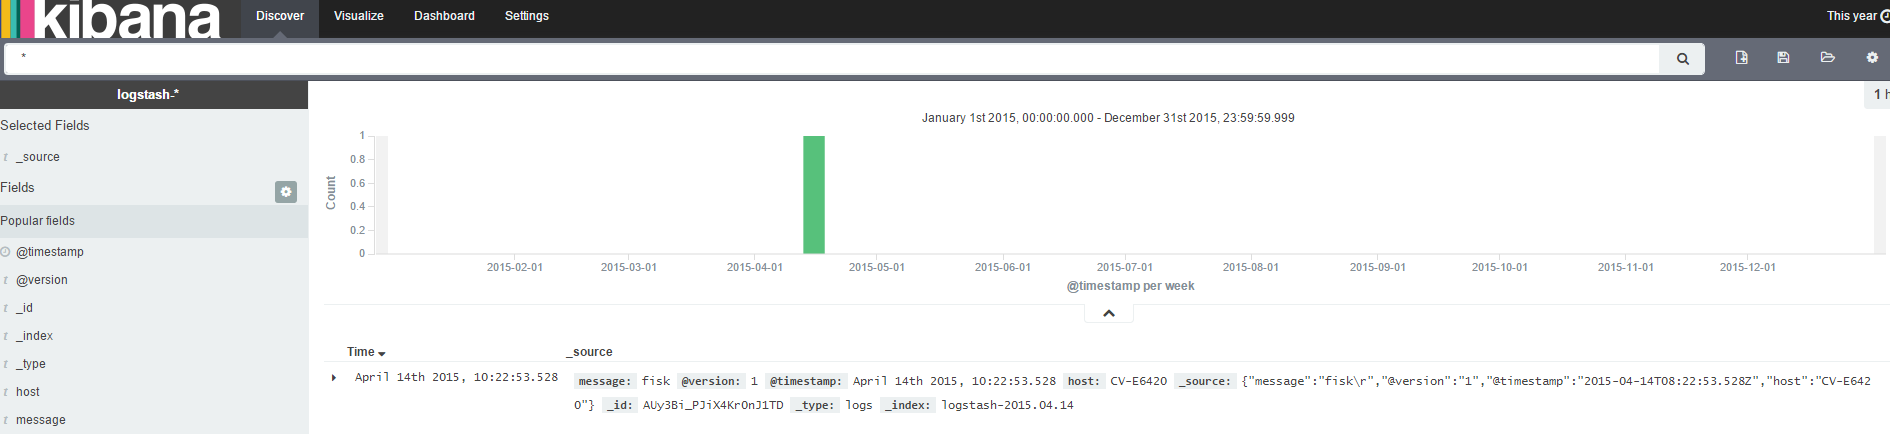 kibana Discover Visualize Dashboard Settings This year
*
logstash-*
1 h
Selected Fields
January 1st 2015, 00:00:00.000 - December 31st 2015, 23:59:59.999
t _source
Fields
Popular fields
@timestamp
t @version
t _id
t _index
t _type
t host
t message
Count
1
0.8
0.6
0.4
0.2
0
2015-02-01 2015-03-01 2015-04-01 2015-05-01 2015-06-01 2015-07-01 2015-08-01 2015-09-01 2015-10-01 2015-11-01 2015-12-01
@timestamp per week
Time _source
April 14th 2015, 10:22:53.528 message: fisk @version: 1 @timestamp: April 14th 2015, 10:22:53.528 host: CV-E6420 _source: {"message":"fisk\r","@version":"1","@timestamp":"2015-04-14T08:22:53.528Z","host":"CV-E642
0"} _id: AUy3Bi_PJiX4KrOnJ1TD _type: logs _index: logstash-2015.04.14